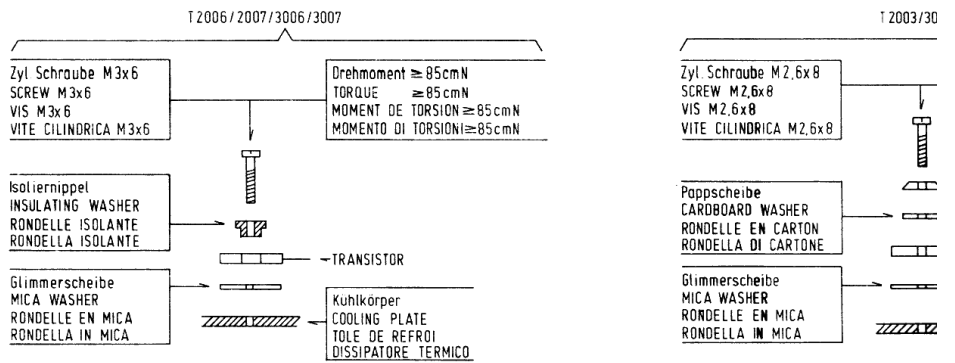 T2006/2007/3006/3007
Zyl Schraube M3x6
SCREW M3x6
VIS M3x6
VITE CILINDRICA M3x6
Drehmoment ≥85cmN
TORQUE ≥85cmN
MOMENT DE TORSION≥85cmN
MOMENTO DI TORSIONI≥85cmN
Isoliernippel
INSULATING WASHER
RONDELLE ISOLANTE
RONDELLA ISOLANTE
TRANSISTOR
Glimmerscheibe
MICA WASHER
RONDELLE EN MICA
RONDELLA IN MICA
Kühlkörper
COOLING PLATE
TOLE DE REFROI
DISSIPATORE TERMICO
T2003/30
Zyl. Schraube M2,6x8
SCREW M2,6x8
VIS M2,6x8
VITE CILINDRICA M2,6x8
Pappscheibe
CARDBOARD WASHER
RONDELLE EN CARTON
RONDELLA DI CARTONE
Glimmerscheibe
MICA WASHER
RONDELLE EN MICA
RONDELLA IN MICA